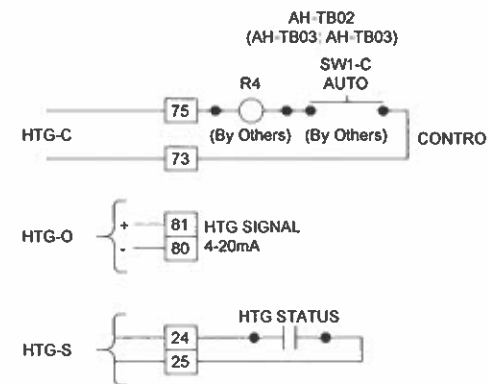 AH-TB02
(AH-TB03; AH-TB03)
SW1-C
AUTO
R4
75
HTG-C
(By Others) (By Others)
CONTRO
73
HTG-O
+
81
HTG SIGNAL
-
80
4-20mA
HTG STATUS
24
HTG-S
25